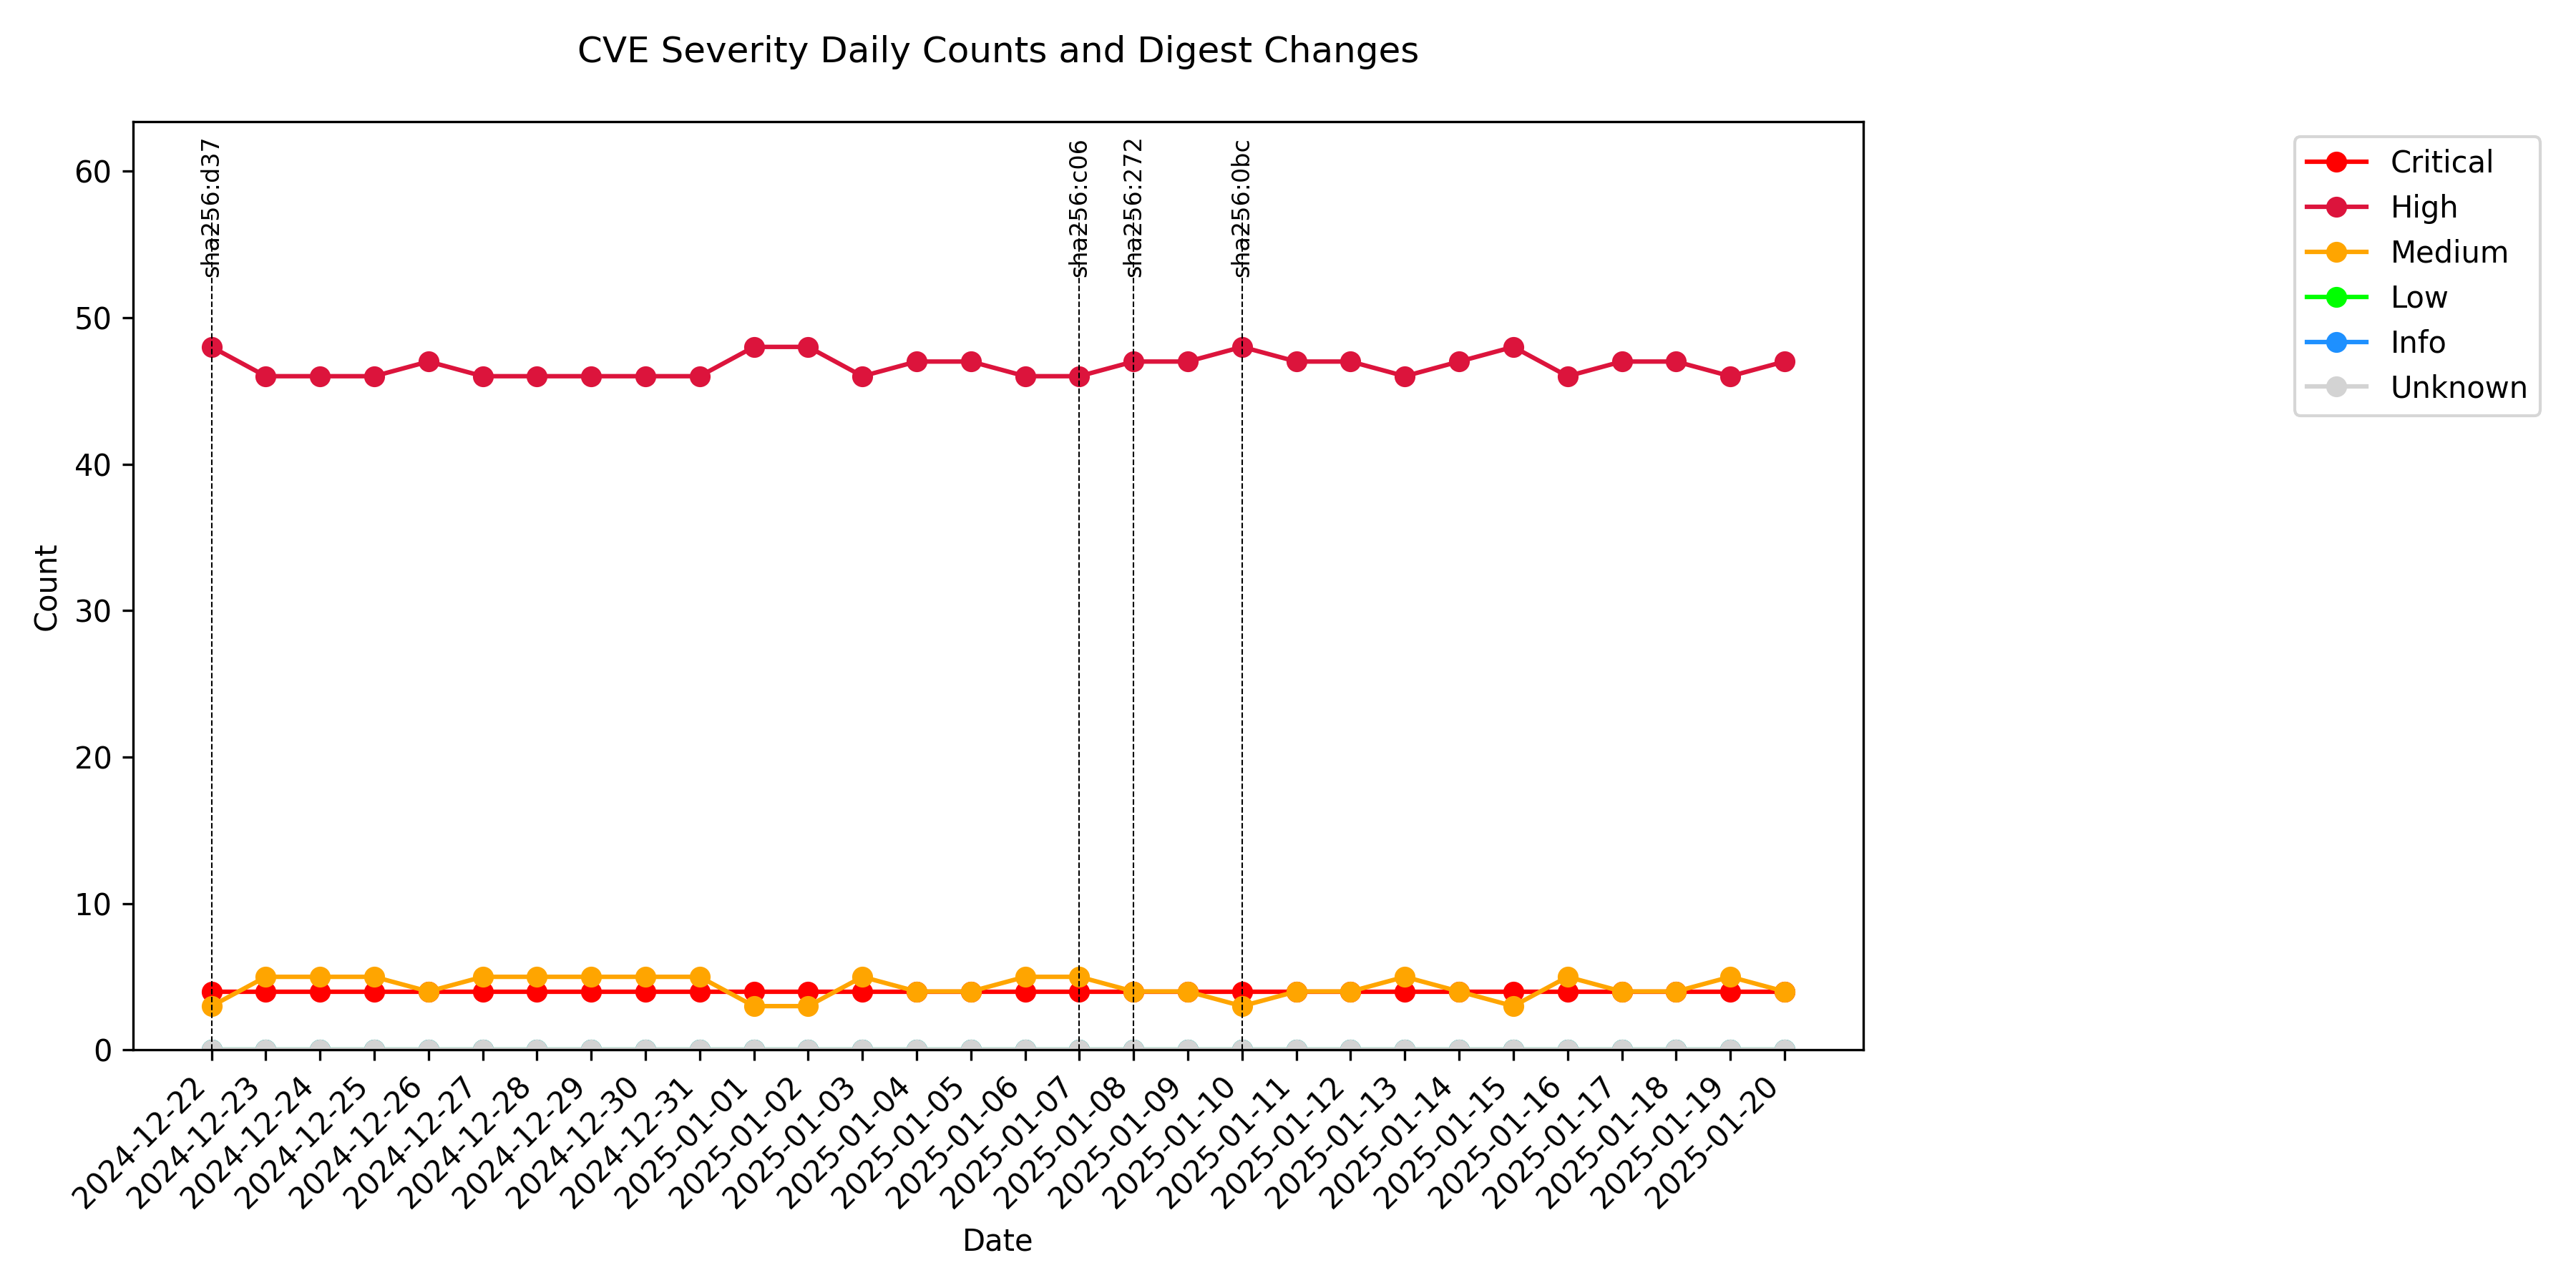 CVE Severity Daily Counts and Digest Changes
sha256:d37
sha256:c06
sha256:272
sha256:0bc
Critical
High
Medium
Low
Info
Unknown
60
50
40
30
20
10
0
Count
2024-12-22
2024-12-23
2024-12-24
2024-12-25
2024-12-26
2024-12-27
2024-12-28
2024-12-29
2024-12-30
2024-12-31
2025-01-01
2025-01-02
2025-01-03
2025-01-04
2025-01-05
2025-01-06
2025-01-07
2025-01-08
2025-01-09
2025-01-10
2025-01-11
2025-01-12
2025-01-13
2025-01-14
2025-01-15
2025-01-16
2025-01-17
2025-01-18
2025-01-19
2025-01-20
Date